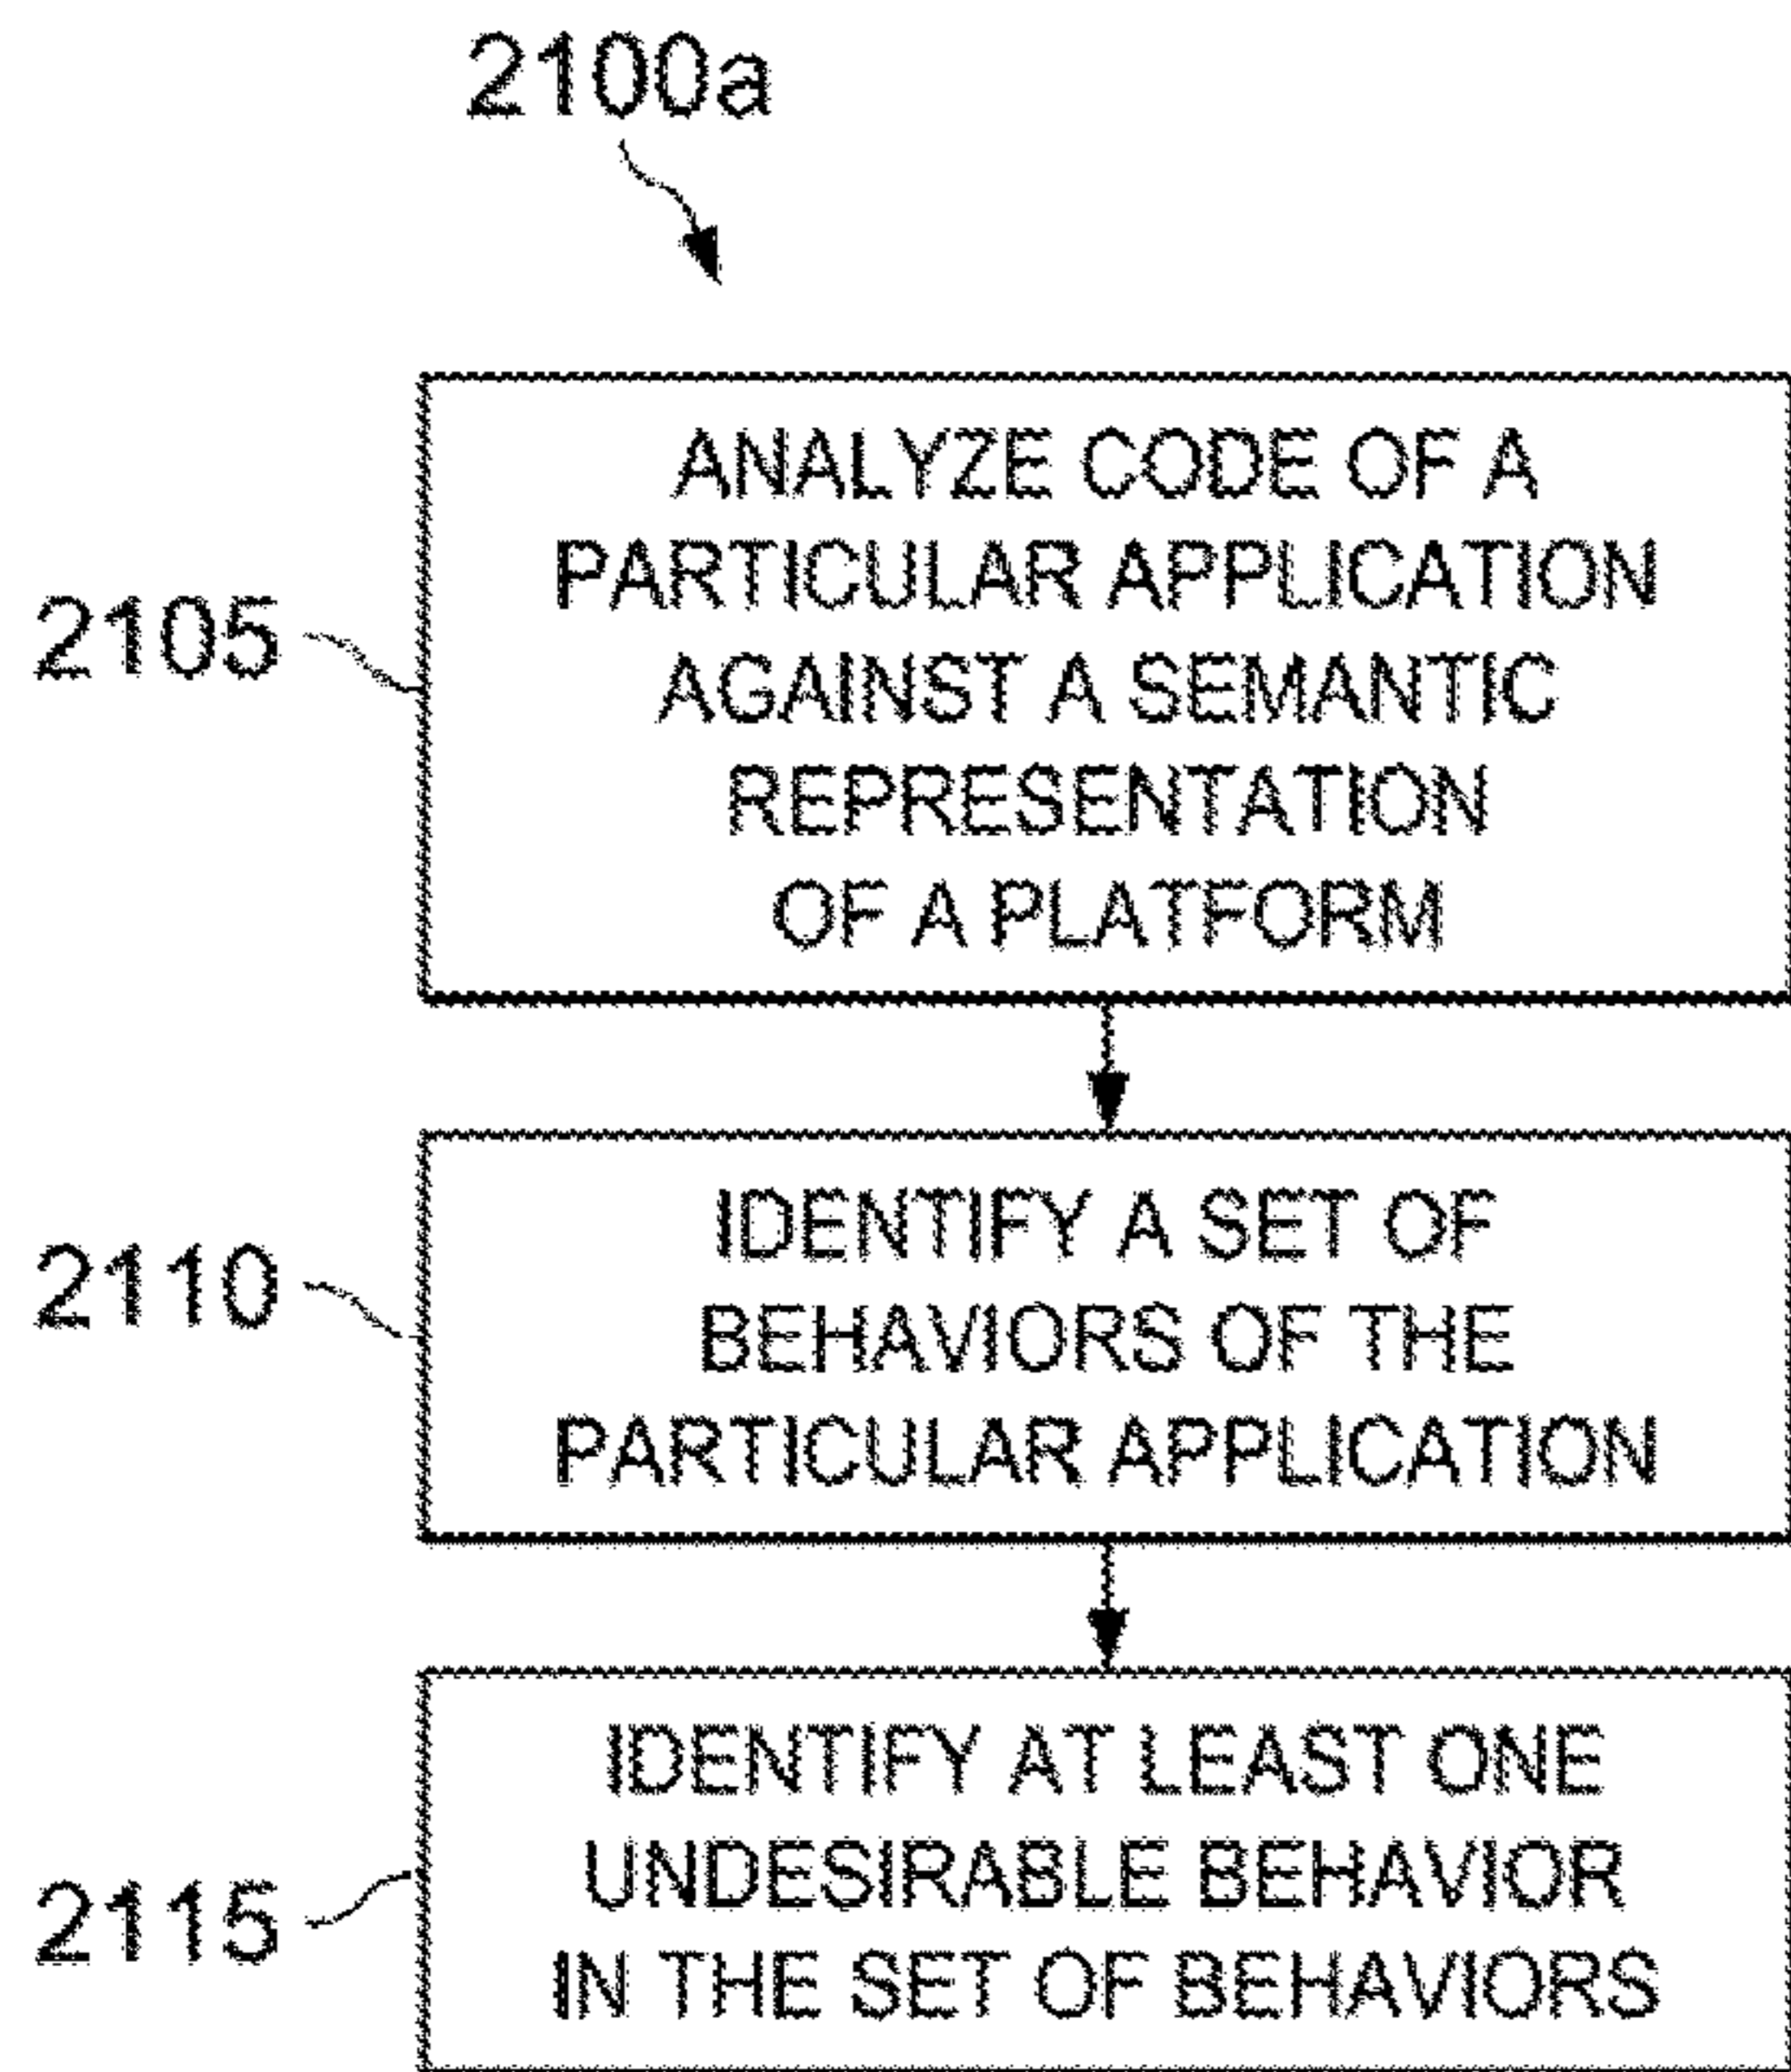 2100a
2105
ANALYZE CODE OF A
PARTICULAR APPLICATION
AGAINST A SEMANTIC
REPRESENTATION
OF A PLATFORM
2110
IDENTIFY A SET OF
BEHAVIORS OF THE
PARTICULAR APPLICATION
2115
IDENTIFY AT LEAST ONE
UNDESIRABLE BEHAVIOR
IN THE SET OF BEHAVIORS